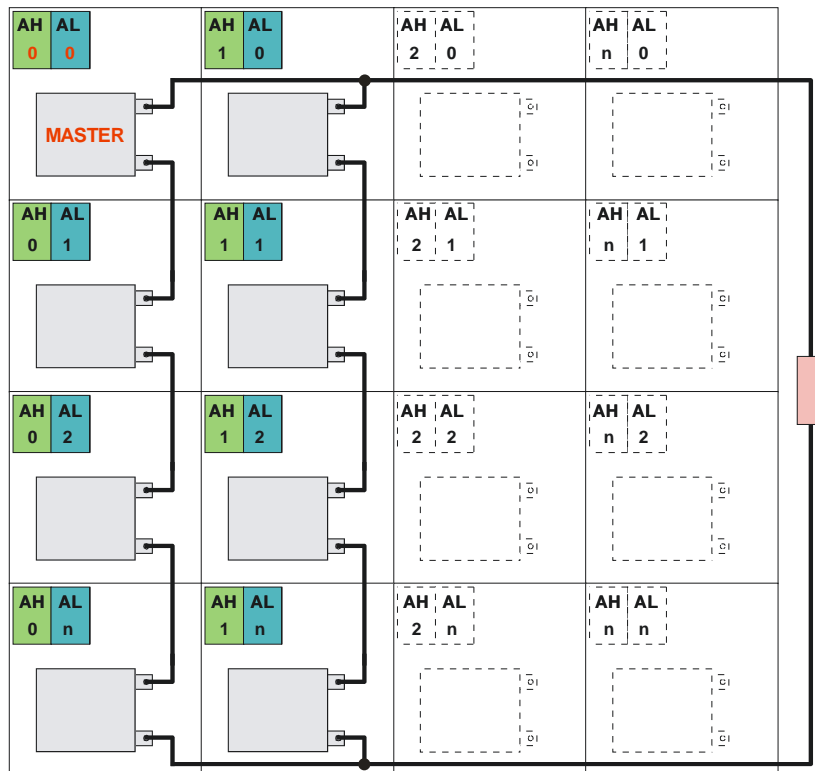 AH AL AH AL AH AL AH AL
0 0 1 0 2 0 n 0
MASTER
AH AL AH AL AH AL AH AL
0 1 1 1 2 1 n 1
AH AL AH AL AH AL AH AL
0 2 1 2 2 2 n 2
AH AL AH AL AH AL AH AL
0 n 1 n 2 n n n